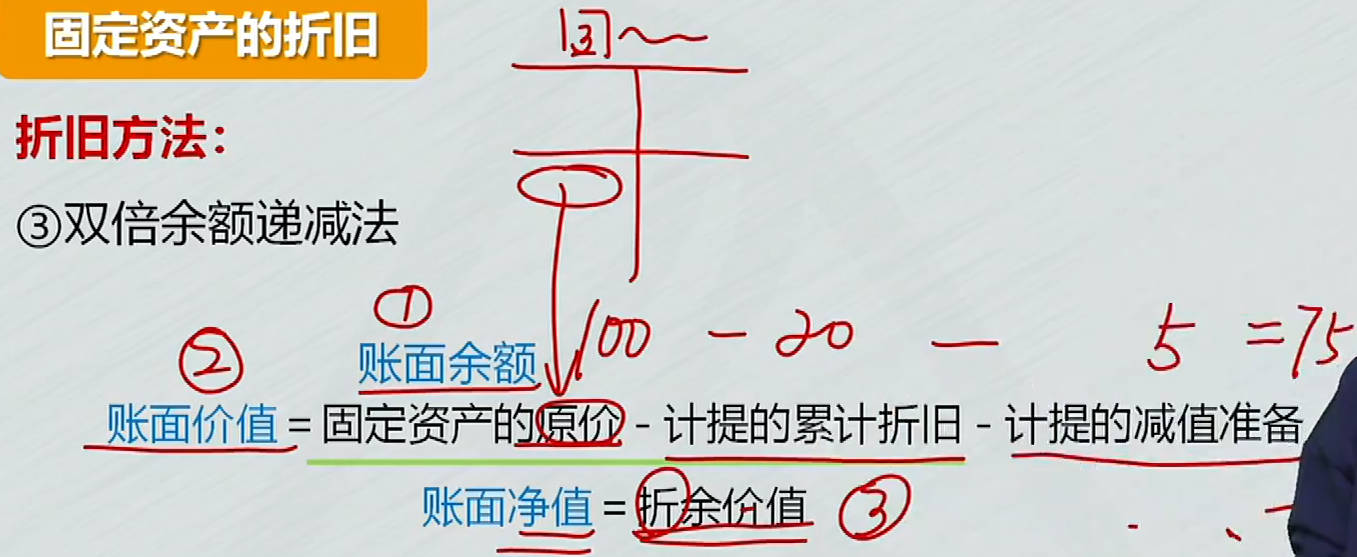 固定资产的折旧
固~~
折旧方法：
③双倍余额递减法
①
100 - 20 - 5 = 75
②
账面余额
账面价值 = 固定资产的原价 - 计提的累计折旧 - 计提的减值准备
账面净值 = 折余价值 ③